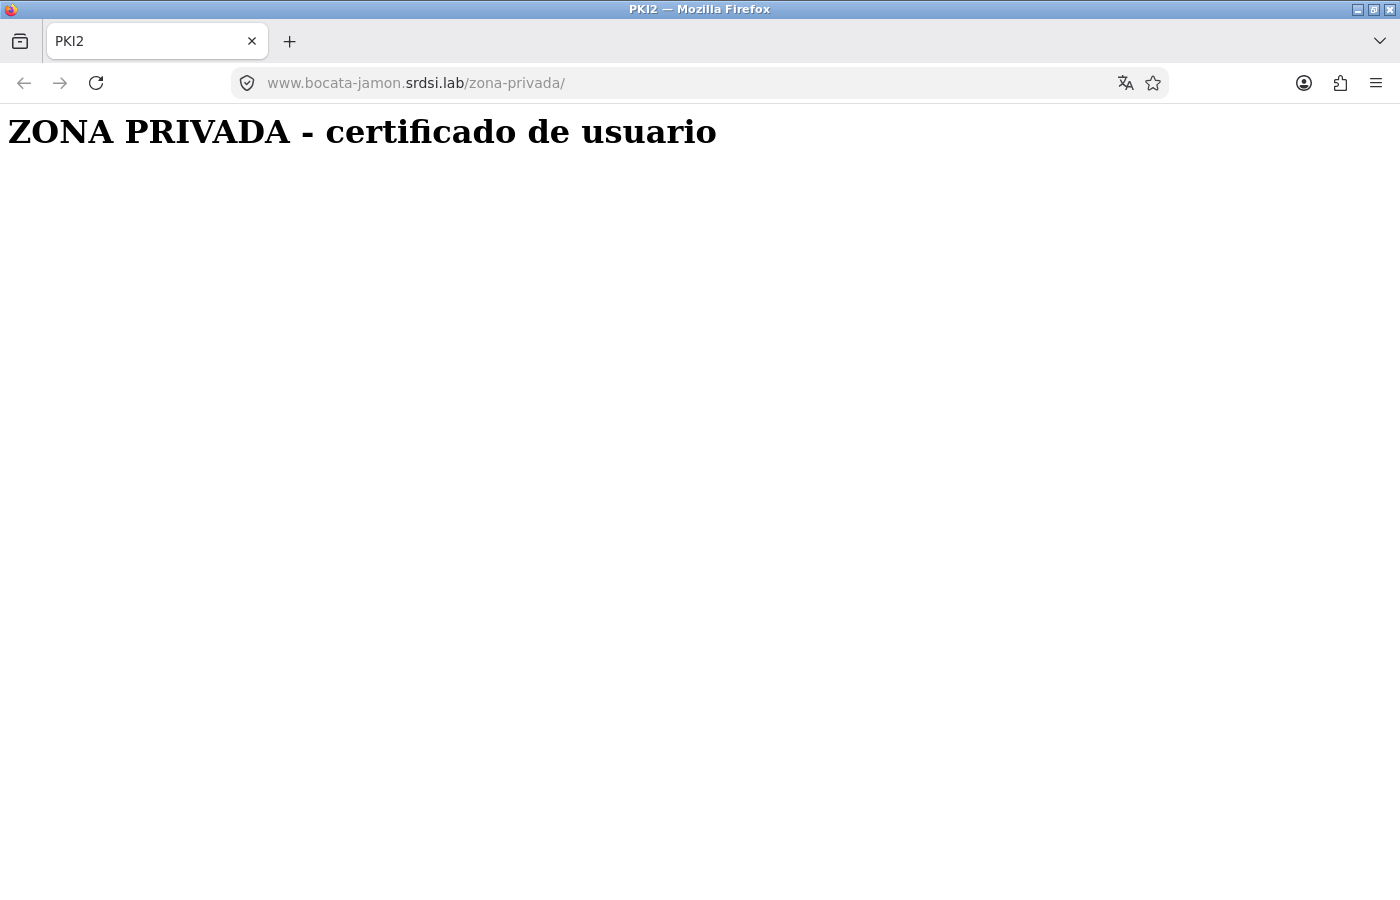 PKI2 — Mozilla Firefox
PKI2
www.bocata-jamon.srdsi.lab/zona-privada/
ZONA PRIVADA - certificado de usuario